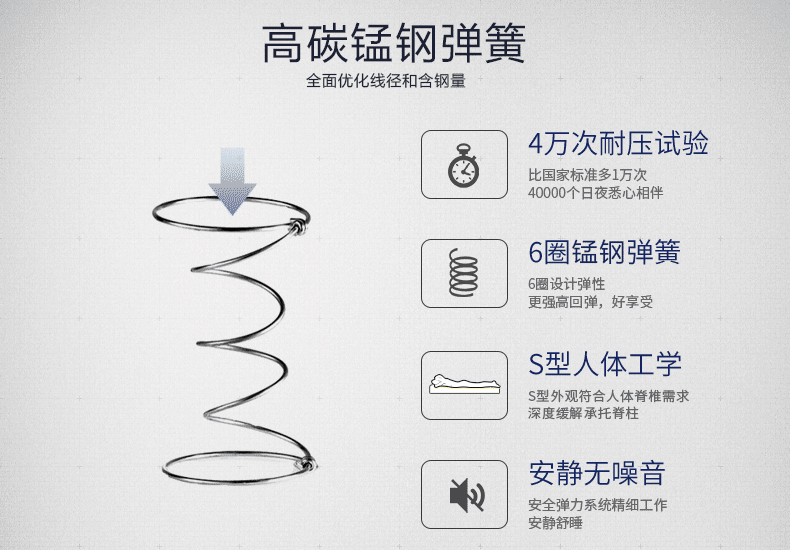 高碳锰钢弹簧
全面优化线径和含钢量
4万次耐压试验
比国家标准多1万次
40000个日夜悉心相伴
6圈锰钢弹簧
6圈设计弹性
更强高回弹，好享受
S型人体工学
S型外观符合人体脊椎需求
深度缓解承托脊柱
安静无噪音
安全弹力系统精细工作
安静舒睡